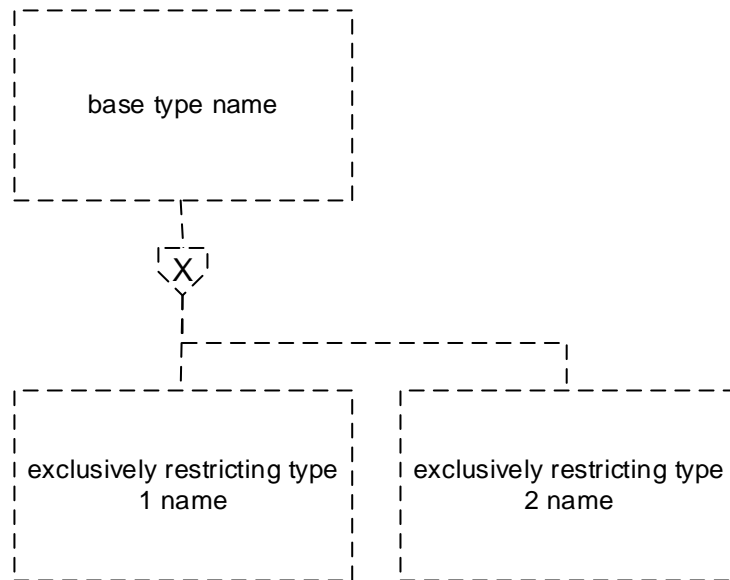 base type name
X
exclusively restricting type
1 name
exclusively restricting type
2 name